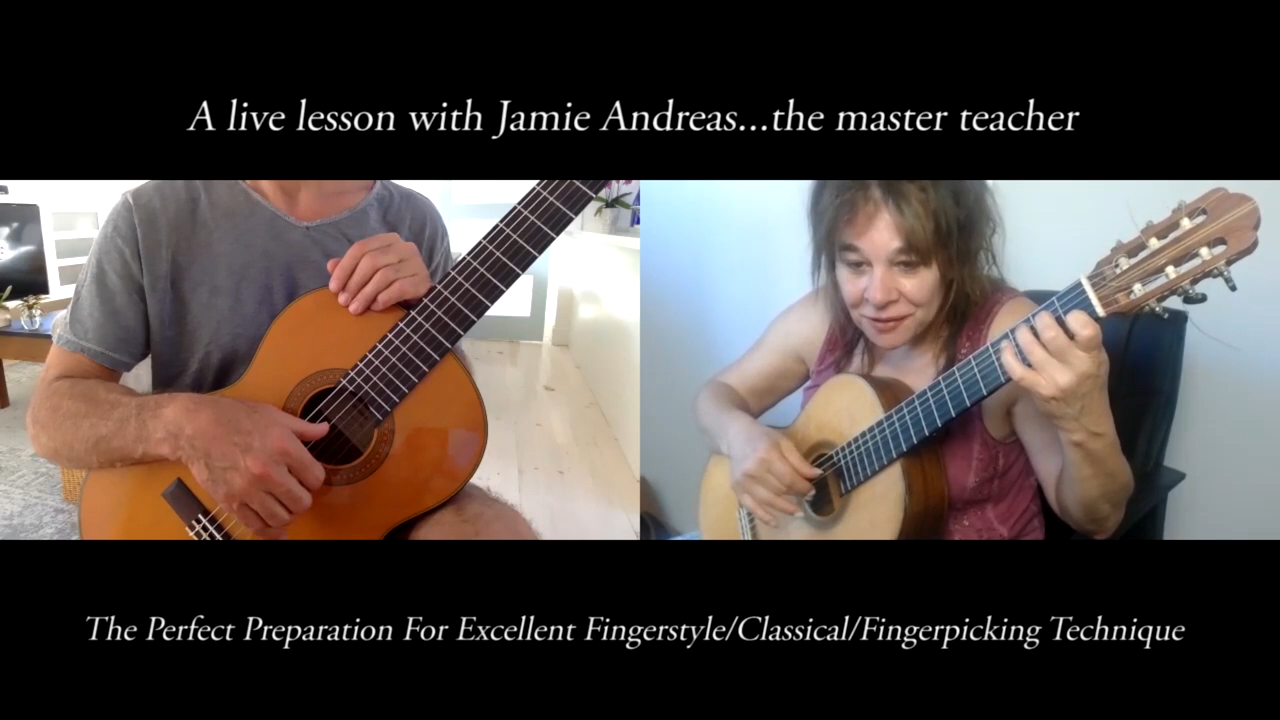 A live lesson with Jamie Andreas...the master teacher
The Perfect Preparation For Excellent Fingerstyle/Classical/Fingerpicking Technique